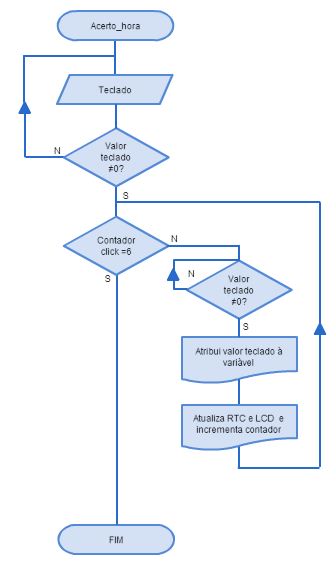 Acerto_hora
Teclado
Valor
teclado
≠0?
N
S
Contador
click =6
N
S
Valor
teclado
≠0?
N
S
Atribui valor teclado à
variàvel
Atualiza RTC e LCD e
incrementa contador
FIM